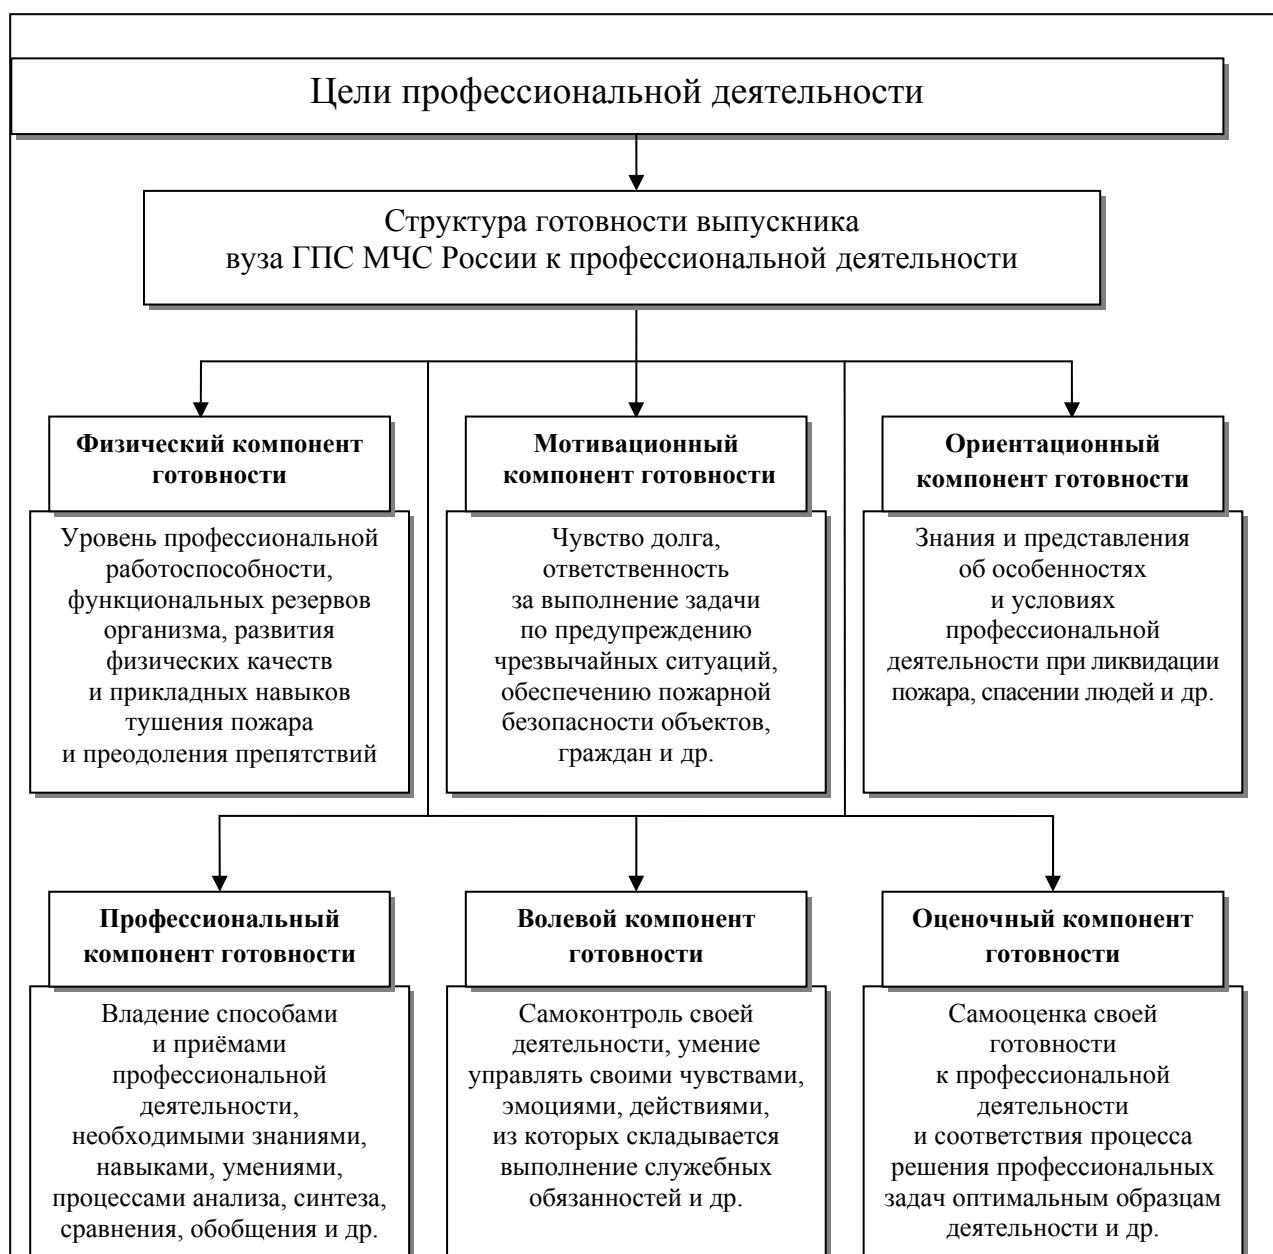 Цели профессиональной деятельности
Структура готовности выпускника
вуза ГПС МЧС России к профессиональной деятельности
Физический компонент
готовности
Уровень профессиональной
работоспособности,
функциональных резервов
организма, развития
физических качеств
и прикладных навыков
тушения пожара
и преодоления препятствий
Мотивационный
компонент готовности
Чувство долга,
ответственность
за выполнение задачи
по предупреждению
чрезвычайных ситуаций,
обеспечению пожарной
безопасности объектов,
граждан и др.
Ориентационный
компонент готовности
Знания и представления
об особенностях
и условиях
профессиональной
деятельности при ликвидации
пожара, спасении людей и др.
Профессиональный
компонент готовности
Владение способами
и приёмами
профессиональной
деятельности,
необходимыми знаниями,
навыками, умениями,
процессами анализа, синтеза,
сравнения, обобщения и др.
Волевой компонент
готовности
Самоконтроль своей
деятельности, умение
управлять своими чувствами,
эмоциями, действиями,
из которых складывается
выполнение служебных
обязанностей и др.
Оценочный компонент
готовности
Самооценка своей
готовности
к профессиональной
деятельности
и соответствия процесса
решения профессиональных
задач оптимальным образцам
деятельности и др.